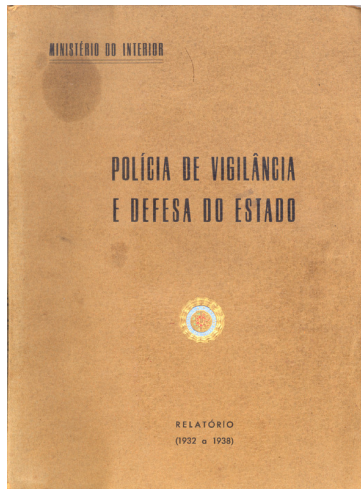 MINISTÉRIO DO INTERIOR
POLÍCIA DE VIGILÂNCIA
E DEFESA DO ESTADO
RELATÓRIO
(1932 a 1938)